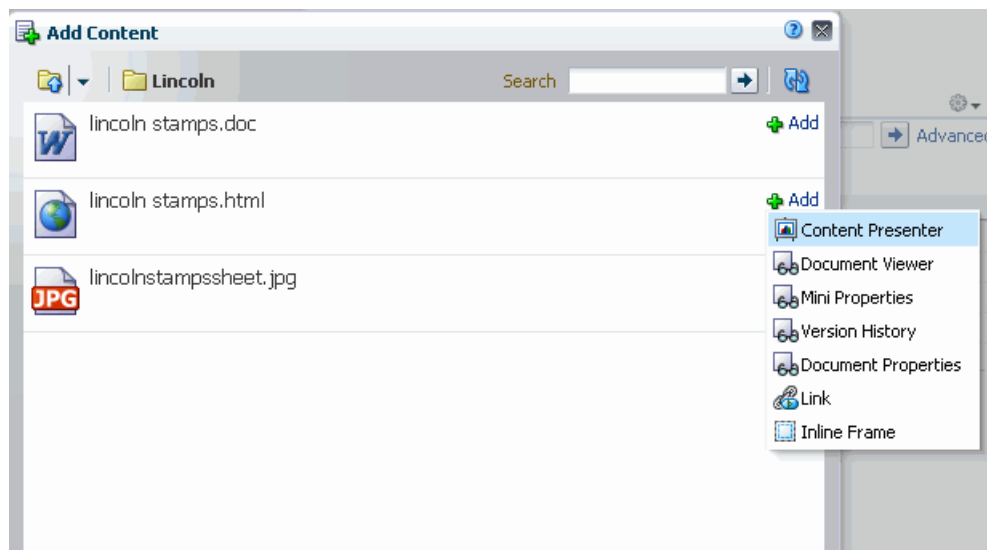 Add Content
Lincoln Search
lincoln stamps.doc Add
Advanced
lincoln stamps.html Add
Content Presenter
Document Viewer
lincolnstampssheet.jpg
JPG
Mini Properties
Version History
Document Properties
Link
Inline Frame